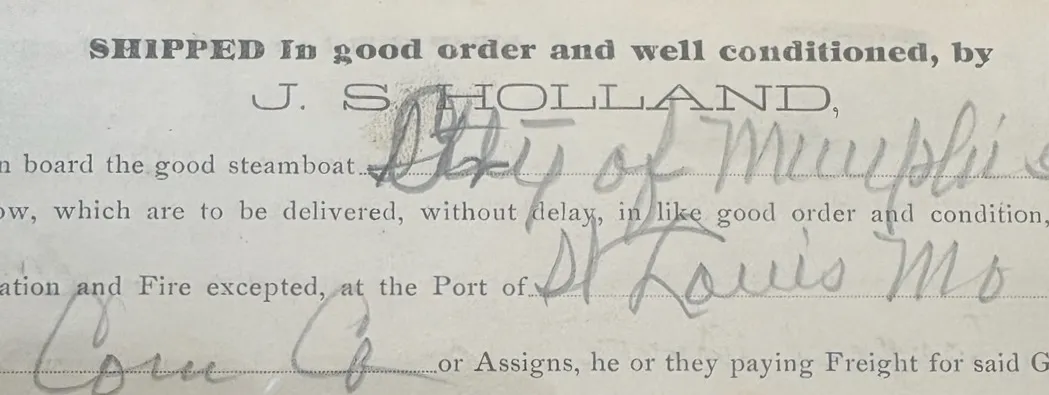 SHIPPED In good order and well conditioned, by
J. S. HOLLAND,
n board the good steamboat City of Memphis
ow, which are to be delivered, without delay, in like good order and condition,
ation and Fire excepted, at the Port of St Louis Mo
Com Co or Assigns, he or they paying Freight for said G